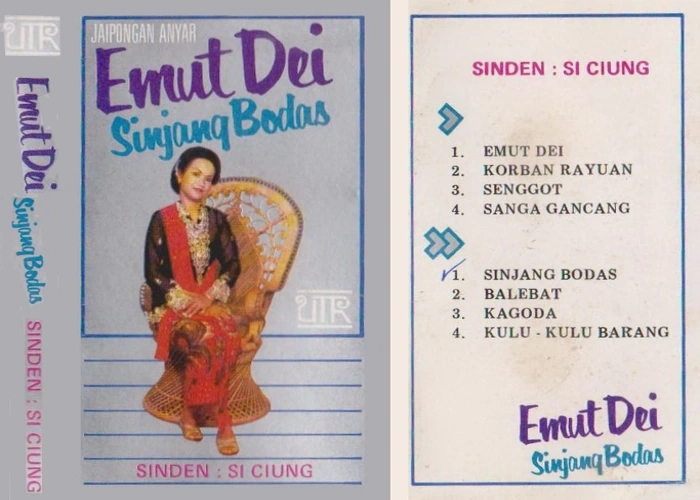 UTR
Emut Dei
Sinjang Bodas
SINDEN : SI CIUNG
JAIPONGAN ANYAR
Emut Dei
Sinjang Bodas
UTR
SINDEN : SI CIUNG
SINDEN : SI CIUNG
1. EMUT DEI
2. KORBAN RAYUAN
3. SENGGOT
4. SANGA GANCANG
1. SINJANG BODAS
2. BALEBAT
3. KAGODA
4. KULU - KULU BARANG
Emut Dei
Sinjang Bodas